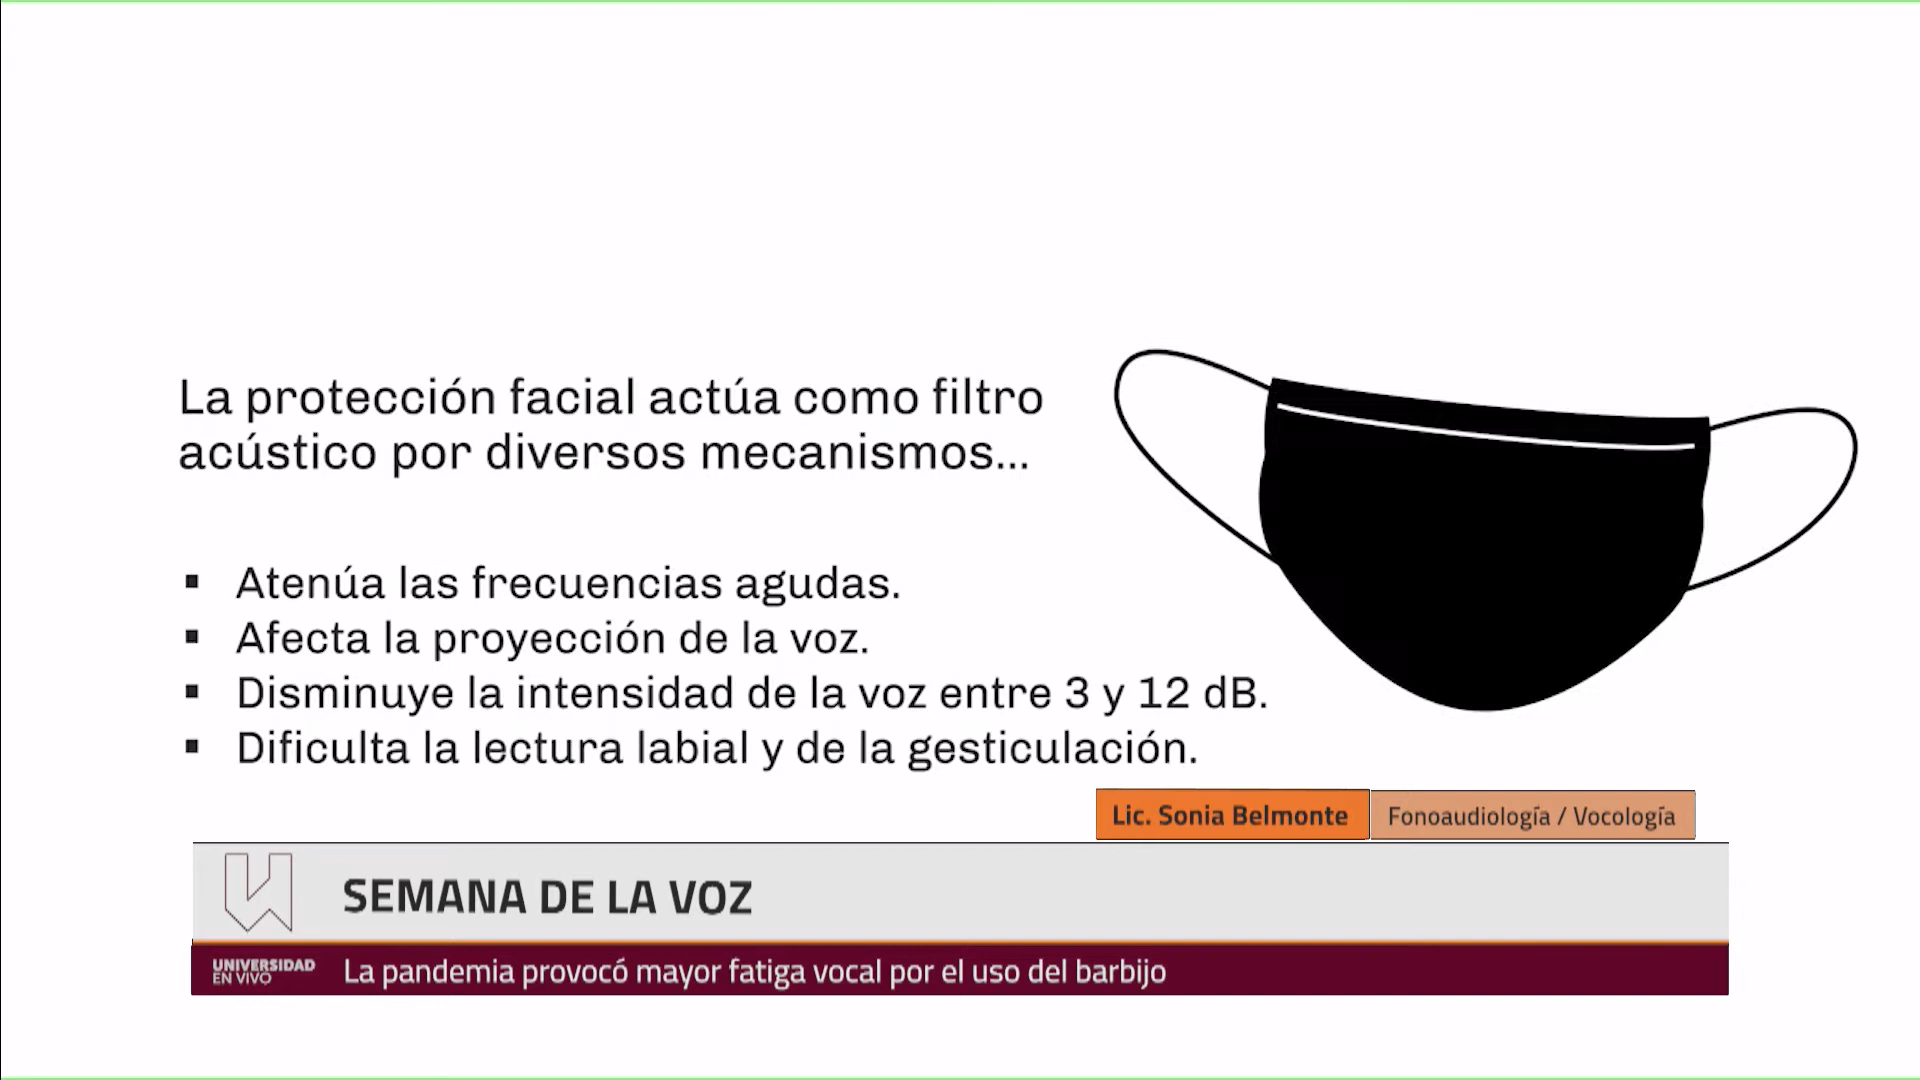 La protección facial actúa como filtro
acústico por diversos mecanismos...
▪ Atenúa las frecuencias agudas.
▪ Afecta la proyección de la voz.
▪ Disminuye la intensidad de la voz entre 3 y 12 dB.
▪ Dificulta la lectura labial y de la gesticulación.
Lic. Sonia Belmonte Fonoaudiología / Vocología
SEMANA DE LA VOZ
UNIVERSIDAD
EN VIVO
La pandemia provocó mayor fatiga vocal por el uso del barbijo